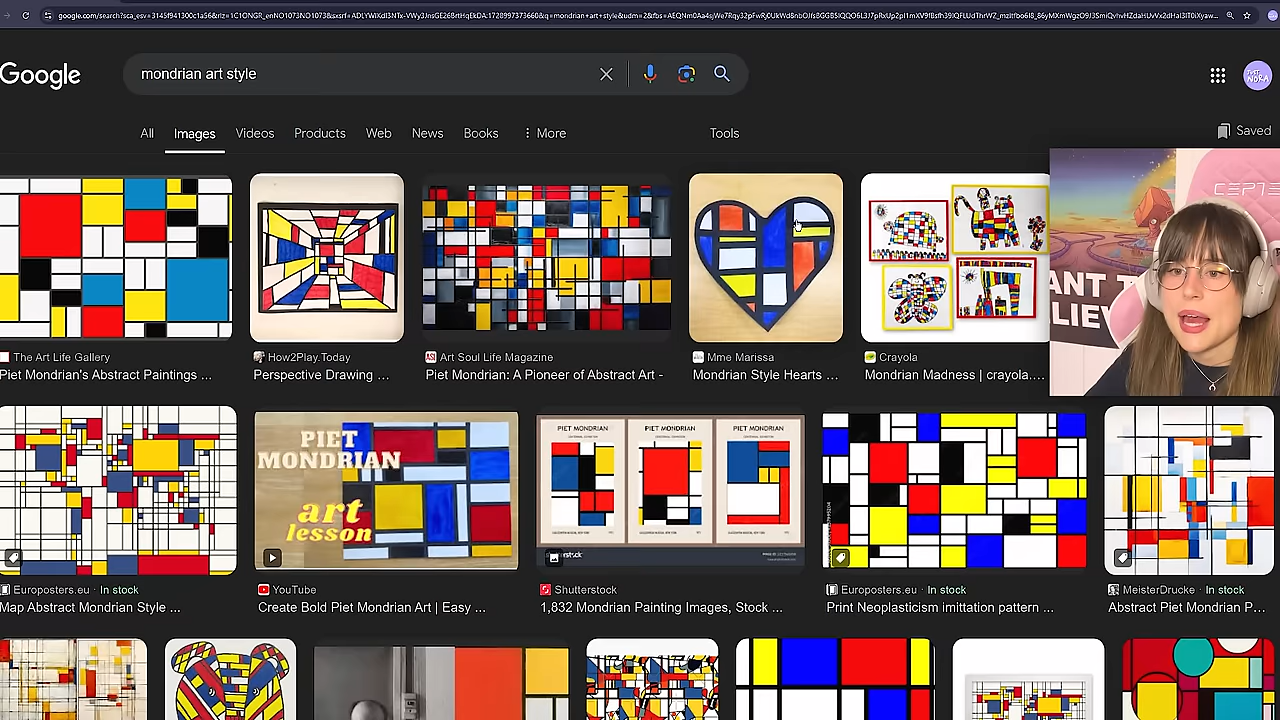 Google
mondrian art style
All
Images
Videos
Products
Web
News
Books
More
Tools
Saved
The Art Life Gallery
Piet Mondrian's Abstract Paintings ...
How2Play.Today
Perspective Drawing ...
Art Soul Life Magazine
Piet Mondrian: A Pioneer of Abstract Art -
Mme Marissa
Mondrian Style Hearts ...
Crayola
Mondrian Madness | crayola....
PIET
MONDRIAN
art
lesson
PIET MONDRIAN
PIET MONDRIAN
PIET MONDRIAN
Europosters.eu · In stock
Map Abstract Mondrian Style ...
YouTube
Create Bold Piet Mondrian Art | Easy ...
Shutterstock
1,832 Mondrian Painting Images, Stock ...
Europosters.eu · In stock
Print Neoplasticism imittation pattern ...
MeisterDrucke · In stock
Abstract Piet Mondrian P...